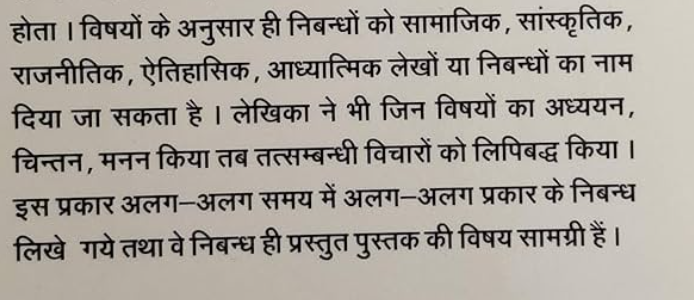 होता । विषयों के अनुसार ही निबन्धों को सामाजिक, सांस्कृतिक,
राजनीतिक, ऐतिहासिक, आध्यात्मिक लेखों या निबन्धों का नाम
दिया जा सकता है । लेखिका ने भी जिन विषयों का अध्ययन,
चिन्तन, मनन किया तब तत्सम्बन्धी विचारों को लिपिबद्ध किया ।
इस प्रकार अलग–अलग समय में अलग–अलग प्रकार के निबन्ध
लिखे गये तथा वे निबन्ध ही प्रस्तुत पुस्तक की विषय सामग्री हैं ।